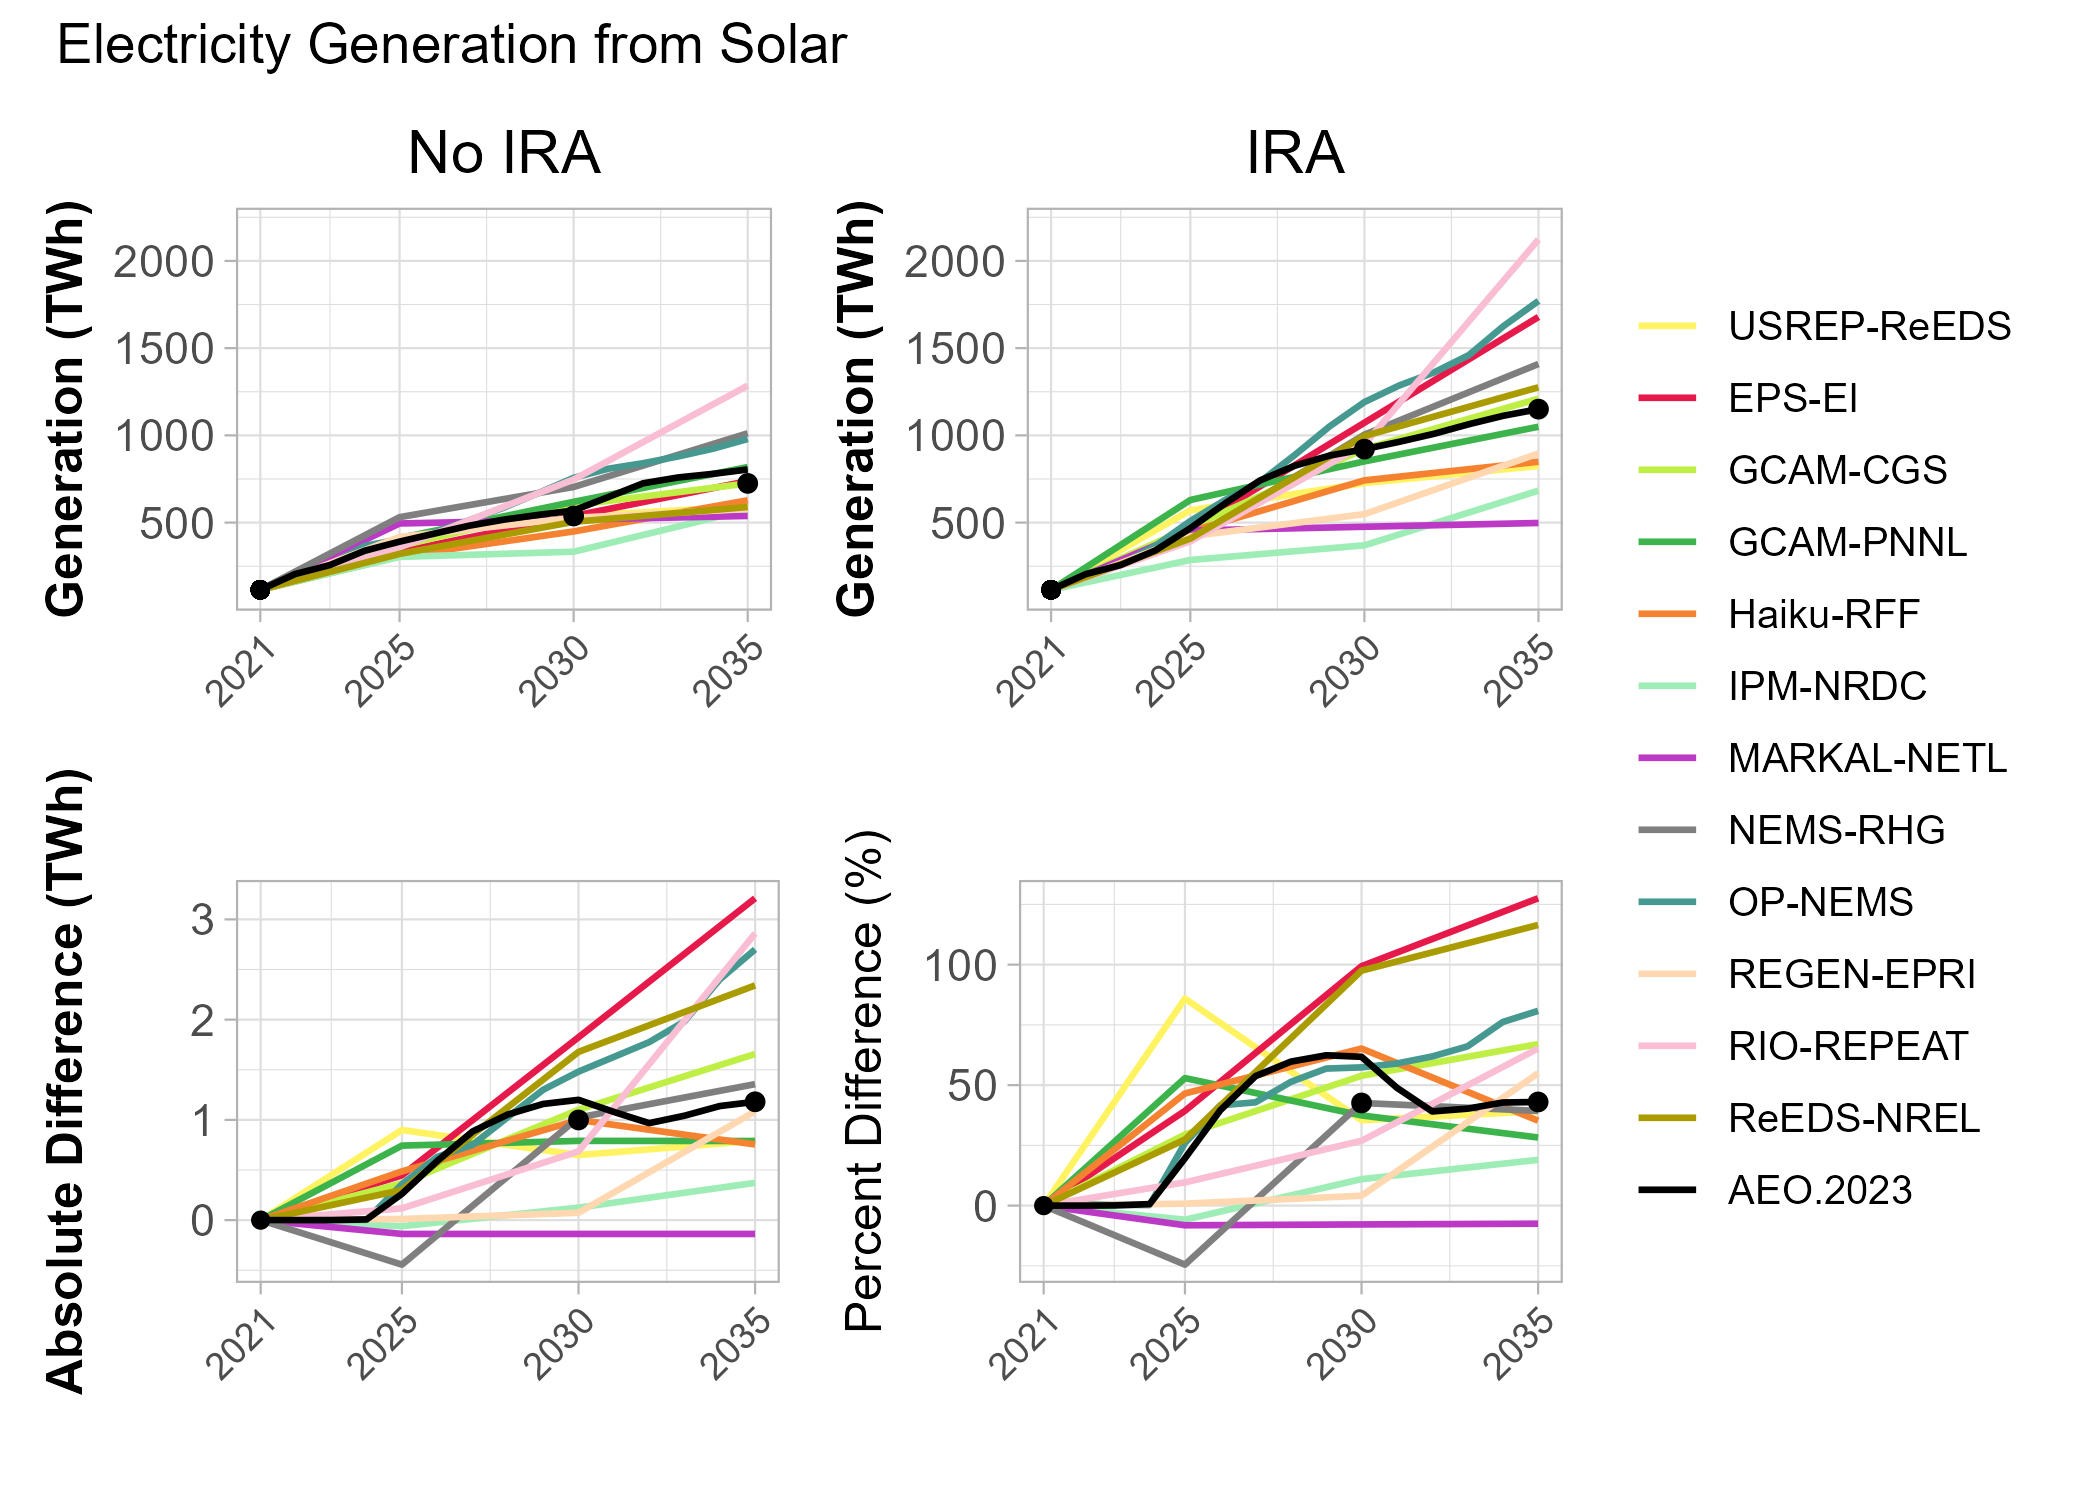 Electricity Generation from Solar
No IRA
IRA
Generation (TWh)
2000
1500
1000
500
2021
2025
2030
2035
Generation (TWh)
2000
1500
1000
500
2021
2025
2030
2035
Absolute Difference (TWh)
3
2
1
0
2021
2025
2030
2035
Percent Difference (%)
100
50
0
2021
2025
2030
2035
USREP-ReEDS
EPS-EI
GCAM-CGS
GCAM-PNNL
Haiku-RFF
IPM-NRDC
MARKAL-NETL
NEMS-RHG
OP-NEMS
REGEN-EPRI
RIO-REPEAT
ReEDS-NREL
AEO.2023